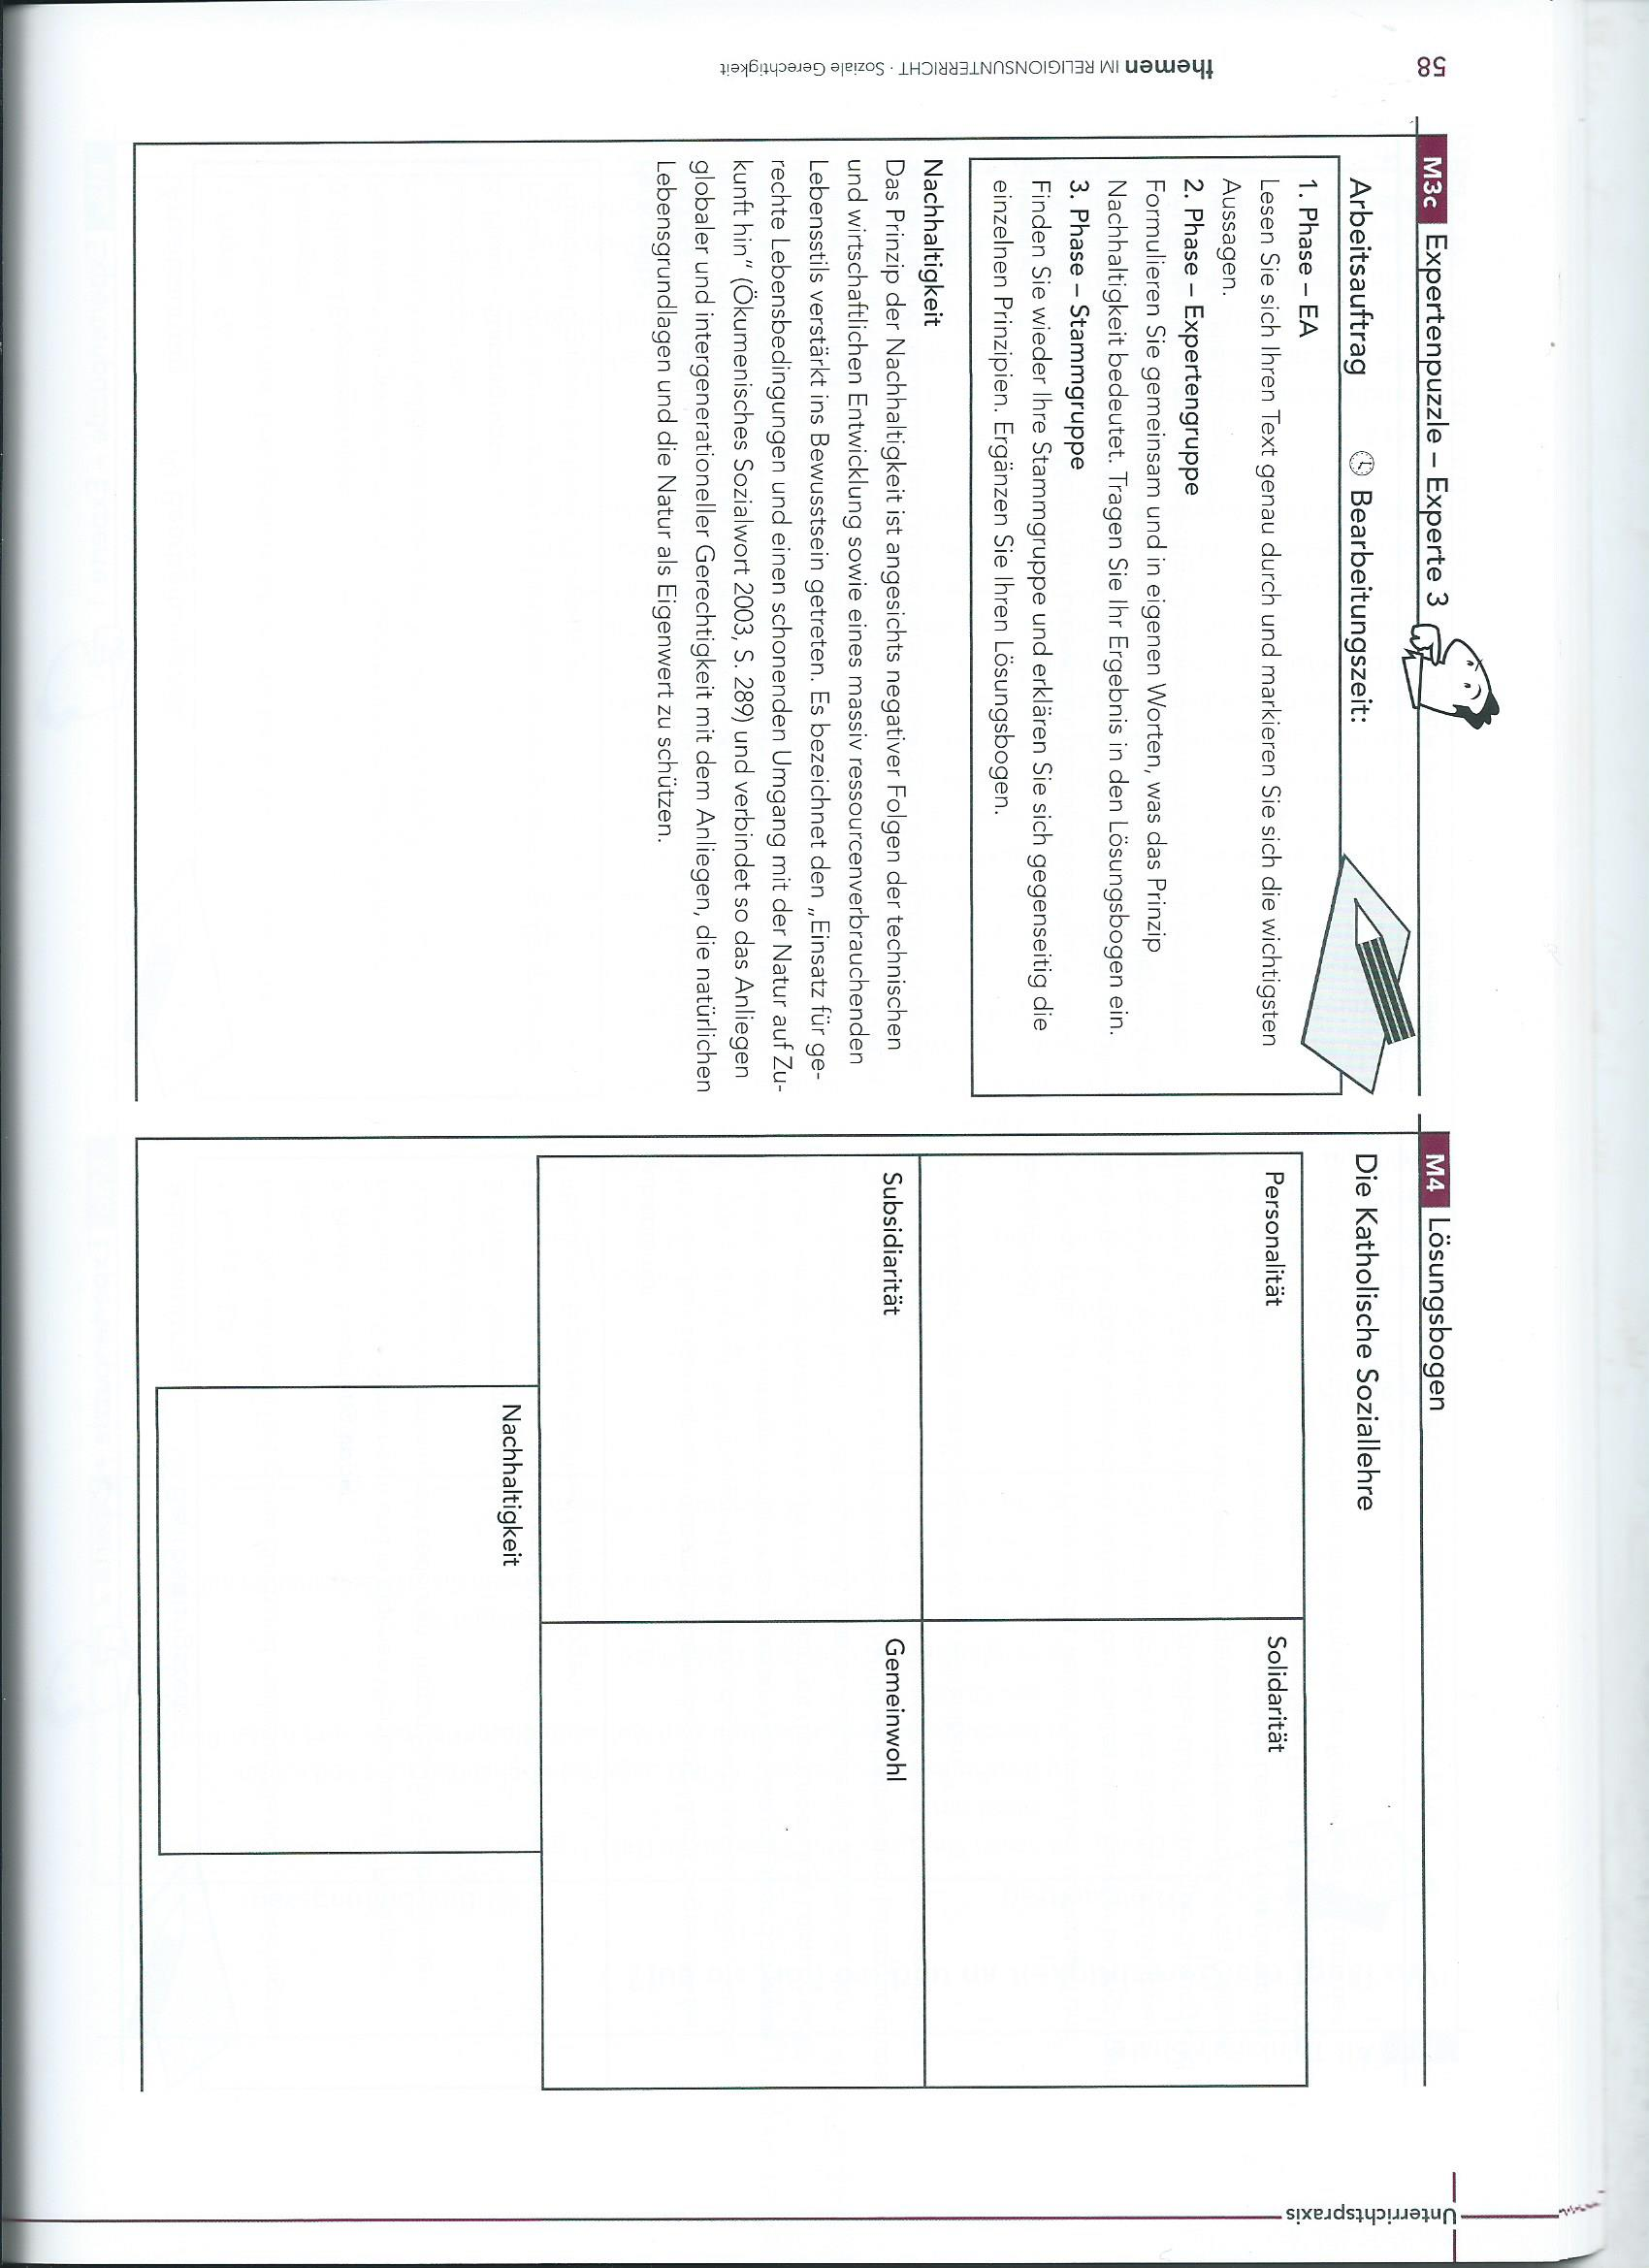 58
themen IM RELIGIONSUNTERRICHT · Soziale Gerechtigkeit
Unterrichtspraxis
M3c Expertenpuzzle – Experte 3
Arbeitsauftrag Bearbeitungszeit:
1. Phase – EA
Lesen Sie sich Ihren Text genau durch und markieren Sie sich die wichtigsten
Aussagen.
2. Phase – Expertengruppe
Formulieren Sie gemeinsam und in eigenen Worten, was das Prinzip
Nachhaltigkeit bedeutet. Tragen Sie Ihr Ergebnis in den Lösungsbogen ein.
3. Phase – Stammgruppe
Finden Sie wieder Ihre Stammgruppe und erklären Sie sich gegenseitig die
einzelnen Prinzipien. Ergänzen Sie Ihren Lösungsbogen.
Nachhaltigkeit
Das Prinzip der Nachhaltigkeit ist angesichts negativer Folgen der technischen
und wirtschaftlichen Entwicklung sowie eines massiv ressourcenverbrauchenden
Lebensstils verstärkt ins Bewusstsein getreten. Es bezeichnet den „Einsatz für ge-
rechte Lebensbedingungen und einen schonenden Umgang mit der Natur auf Zu-
kunft hin“ (Ökumenisches Sozialwort 2003, S. 289) und verbindet so das Anliegen
globaler und intergenerationeller Gerechtigkeit mit dem Anliegen, die natürlichen
Lebensgrundlagen und die Natur als Eigenwert zu schützen.
M4 Lösungsbogen
Die Katholische Soziallehre
Personalität
Solidarität
Subsidiarität
Gemeinwohl
Nachhaltigkeit